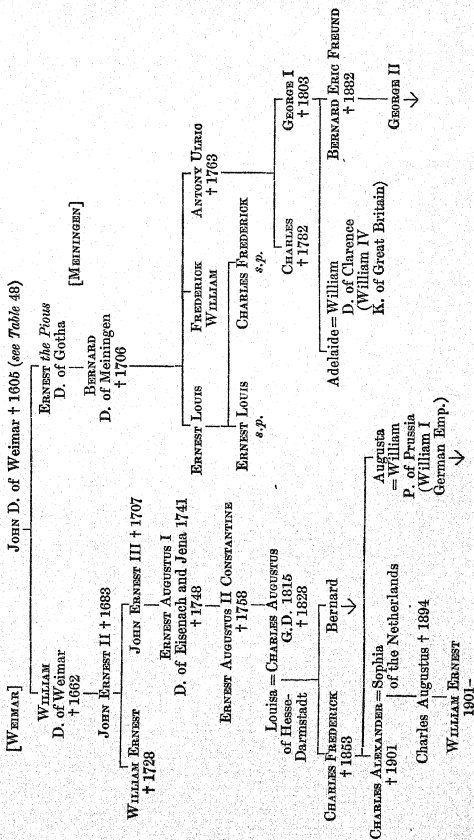 [WEIMAR]
JOHN D. of Weimar † 1605 (see Table 48)
WILLIAM
D. of Weimar
† 1662
ERNEST the Pious
D. of Gotha
[MEININGEN]
JOHN ERNEST II † 1683
BERNARD
D. of Meiningen
† 1706
WILLIAM ERNEST
† 1728
JOHN ERNEST III † 1707
ERNEST LOUIS
FREDERICK
WILLIAM
ANTONY ULRIC
† 1763
ERNEST AUGUSTUS I
D. of Eisenach and Jena 1741
† 1748
ERNEST LOUIS
s.p.
CHARLES FREDERICK
s.p.
ERNEST AUGUSTUS II CONSTANTINE
† 1758
CHARLES
† 1782
GEORGE I
† 1803
Louisa = CHARLES AUGUSTUS
of Hesse- G.D. 1815
Darmstadt † 1828
Adelaide = William
D. of Clarence
(William IV
K. of Great Britain)
BERNARD ERIC FREUND
† 1882
CHARLES FREDERICK
† 1853
Bernard
GEORGE II
CHARLES ALEXANDER = Sophia
† 1901 of the Netherlands
Augusta
= William
P. of Prussia
(William I
German Emp.)
Charles Augustus † 1894
WILLIAM ERNEST
1901–